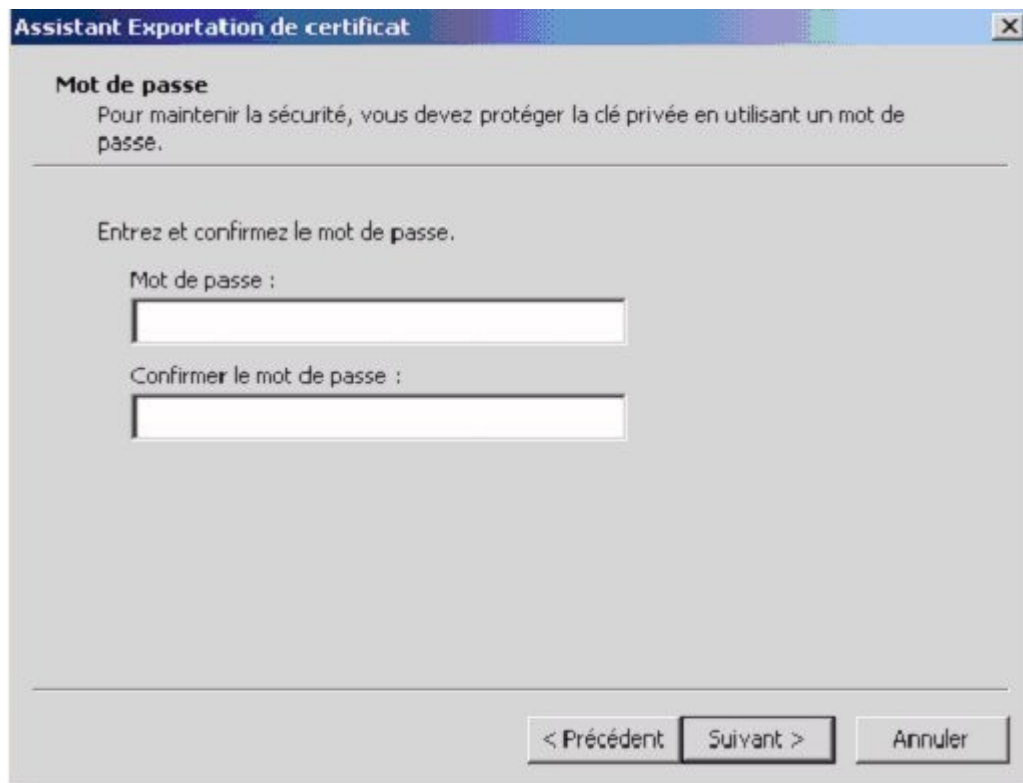 Assistant Exportation de certificat
Mot de passe
Pour maintenir la sécurité, vous devez protéger la clé privée en utilisant un mot de
passe.
Entrez et confirmez le mot de passe.
Mot de passe :
Confirmer le mot de passe :
< Précédent
Suivant >
Annuler